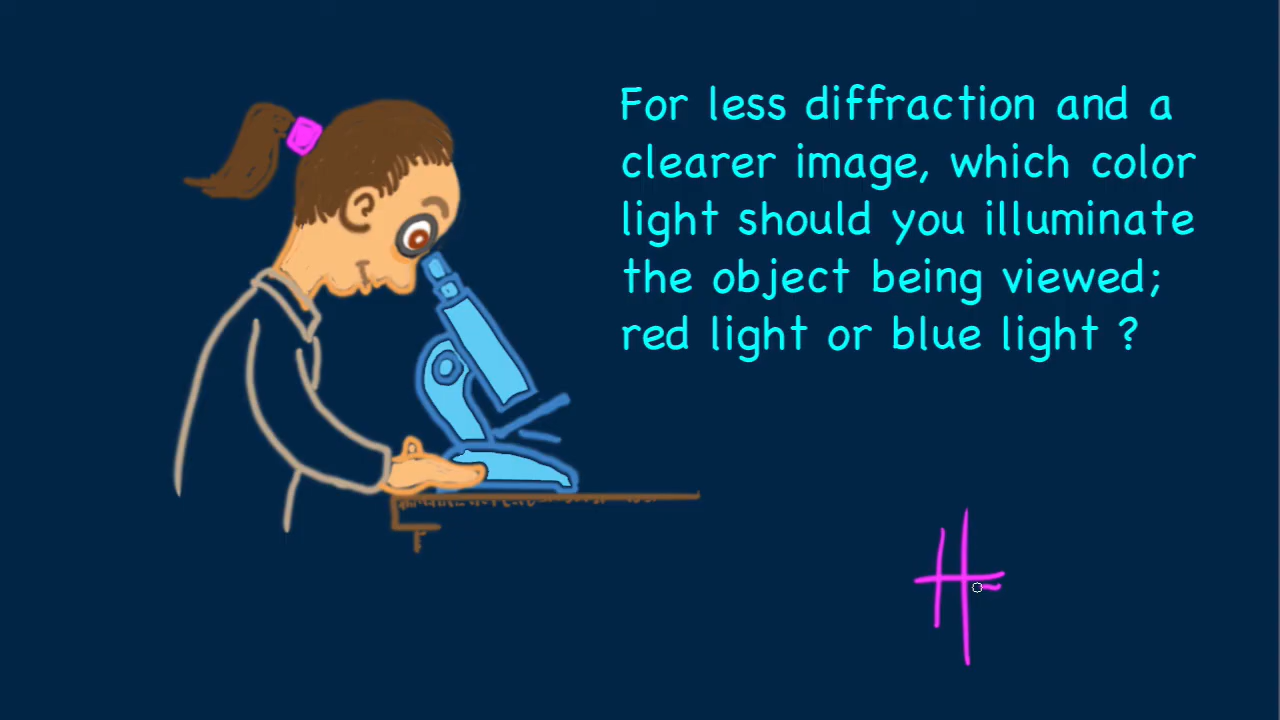 For less diffraction and a
clearer image, which color
light should you illuminate
the object being viewed;
red light or blue light ?